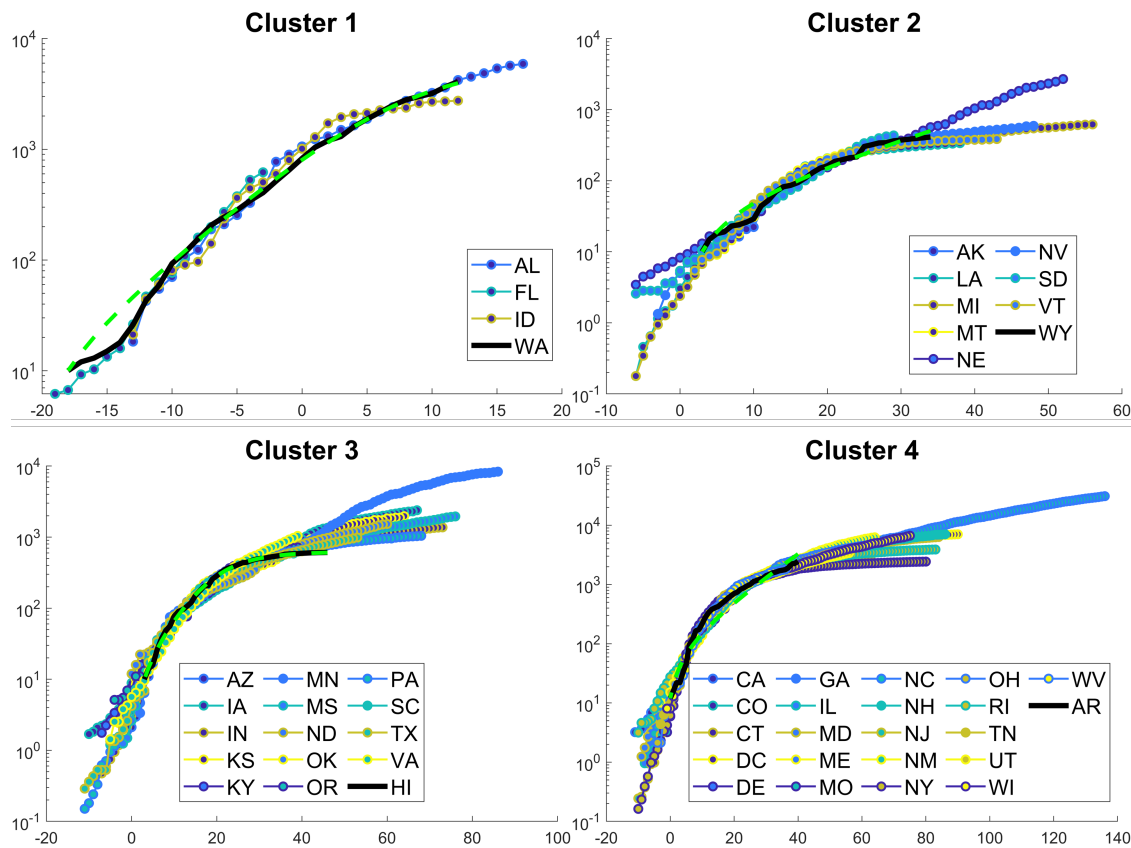 Cluster 1
10^4
10^3
10^2
10^1
-20 -15 -10 -5 0 5 10 15 20
AL
FL
ID
WA
Cluster 2
10^4
10^3
10^2
10^1
10^0
10^-1
-10 0 10 20 30 40 50 60
AK NV
LA SD
MI VT
MT WY
NE
Cluster 3
10^4
10^3
10^2
10^1
10^0
10^-1
-20 0 20 40 60 80 100
AZ MN PA
IA MS SC
IN ND TX
KS OK VA
KY OR HI
Cluster 4
10^5
10^4
10^3
10^2
10^1
10^0
10^-1
-20 0 20 40 60 80 100 120 140
CA GA NC OH WV
CO IL NH RI AR
CT MD NJ TN
DC ME NM UT
DE MO NY WI